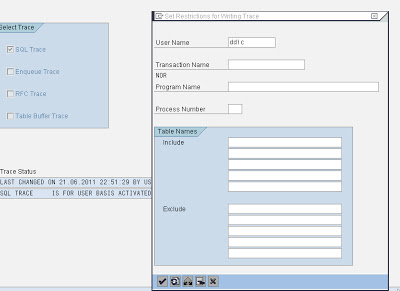 Select Trace
SQL Trace
Enqueue Trace
RFC Trace
Table Buffer Trace
Trace Status
LAST CHANGED ON 21.06.2011 22:51:29 BY US
SQL TRACE IS FOR USER BASIS ACTIVATED
Set Restrictions for Writing Trace
User Name ddic
Transaction Name
NOR
Program Name
Process Number
Table Names
Include
Exclude